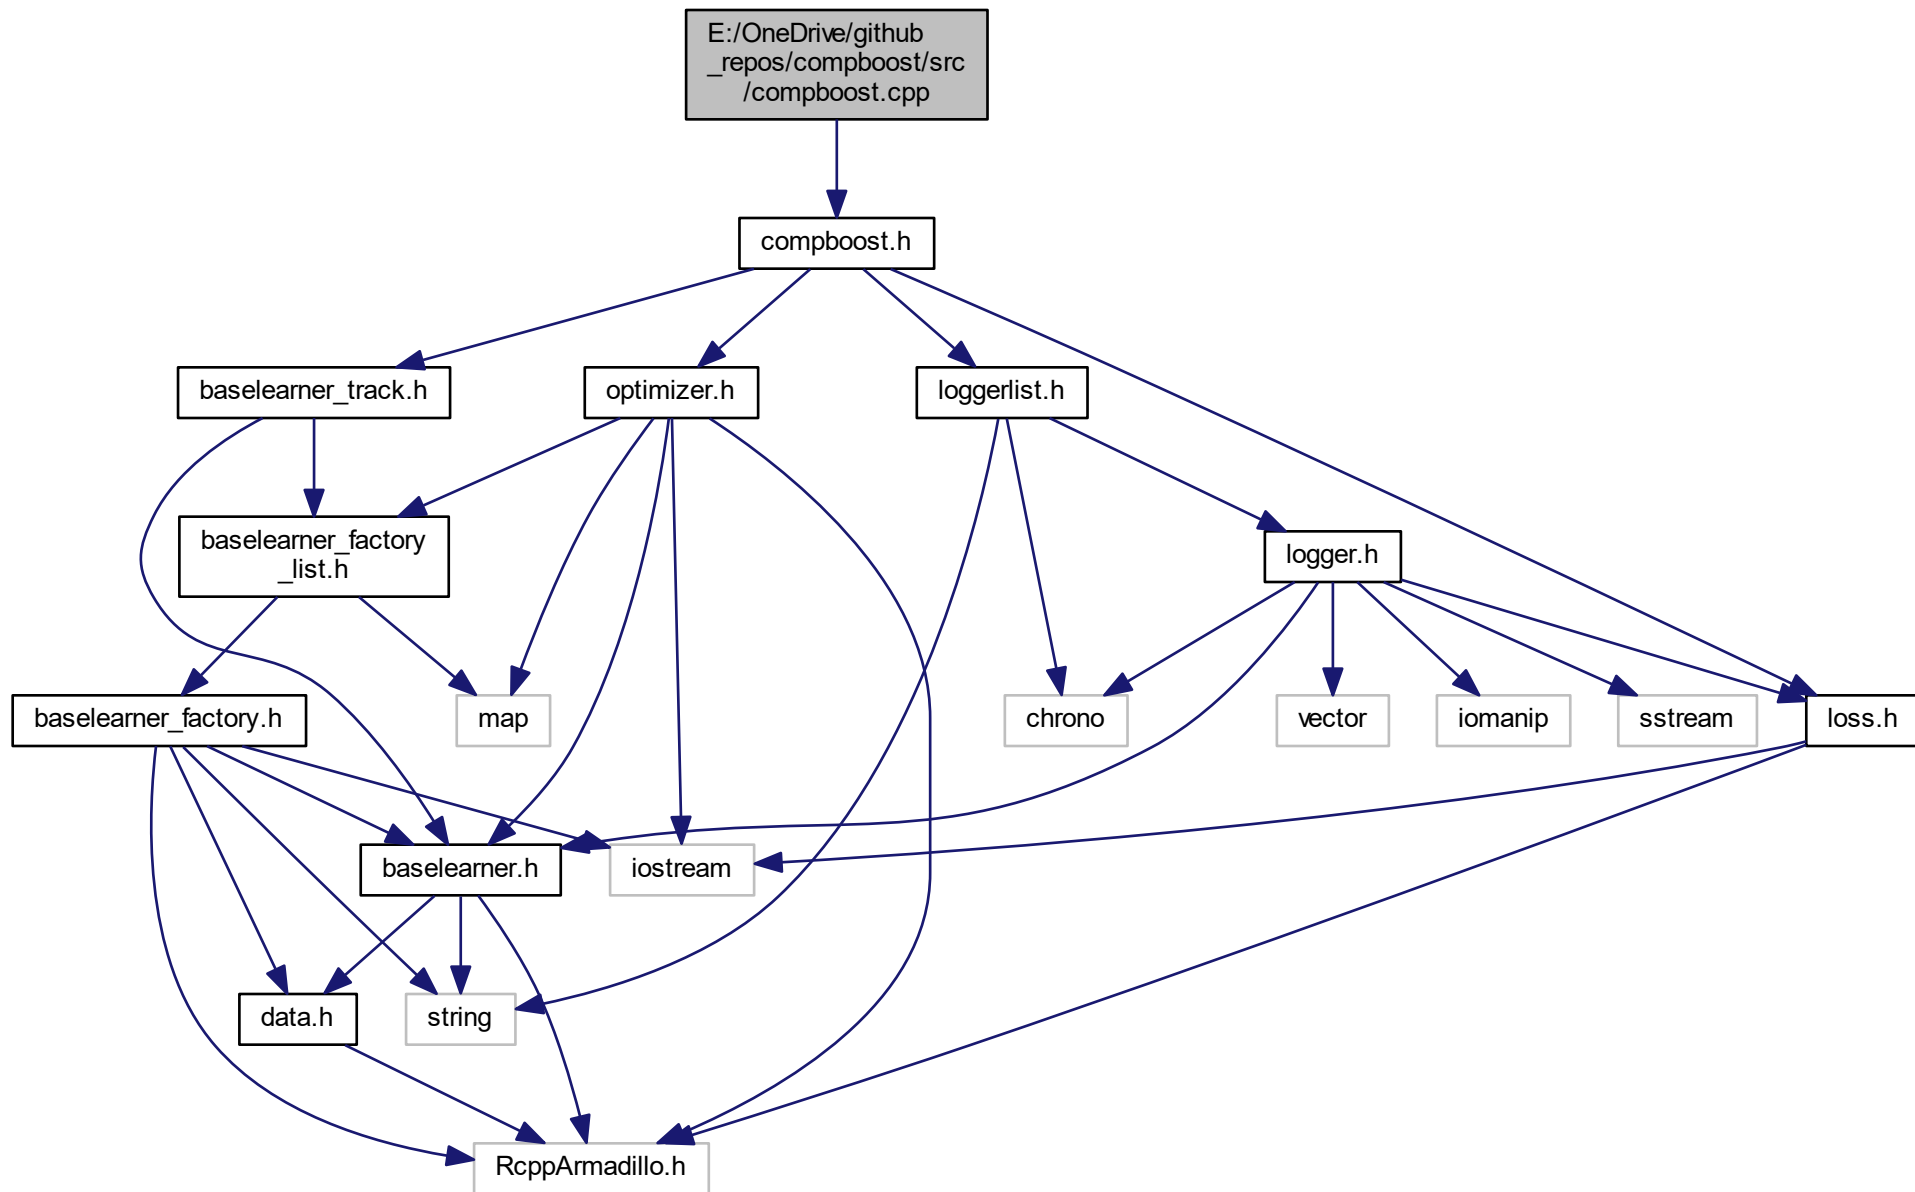 E:/OneDrive/github
_repos/compboost/src
/compboost.cpp
compboost.h
baselearner_track.h
optimizer.h
loggerlist.h
baselearner_factory
_list.h
logger.h
baselearner_factory.h
map
chrono
vector
iomanip
sstream
loss.h
baselearner.h
iostream
data.h
string
RcppArmadillo.h